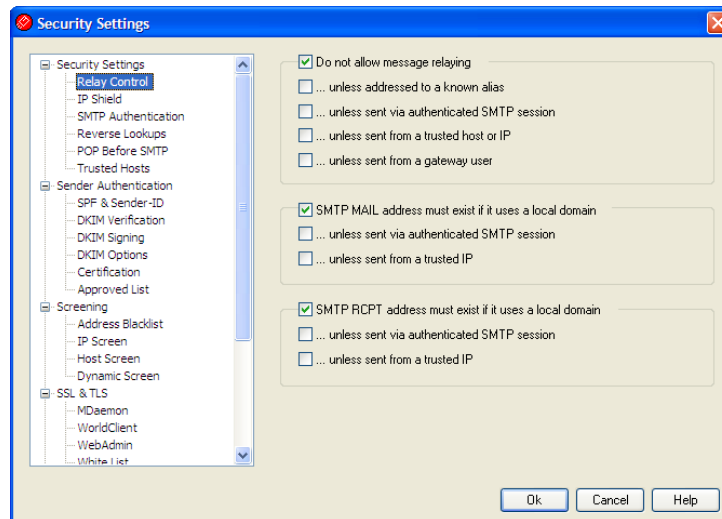 Security Settings
Security Settings
Relay Control
IP Shield
SMTP Authentication
Reverse Lookups
POP Before SMTP
Trusted Hosts
Sender Authentication
SPF & Sender-ID
DKIM Verification
DKIM Signing
DKIM Options
Certification
Approved List
Screening
Address Blacklist
IP Screen
Host Screen
Dynamic Screen
SSL & TLS
MDaemon
WorldClient
WebAdmin
White List
Do not allow message relaying
... unless addressed to a known alias
... unless sent via authenticated SMTP session
... unless sent from a trusted host or IP
... unless sent from a gateway user
SMTP MAIL address must exist if it uses a local domain
... unless sent via authenticated SMTP session
... unless sent from a trusted IP
SMTP RCPT address must exist if it uses a local domain
... unless sent via authenticated SMTP session
... unless sent from a trusted IP
Ok
Cancel
Help